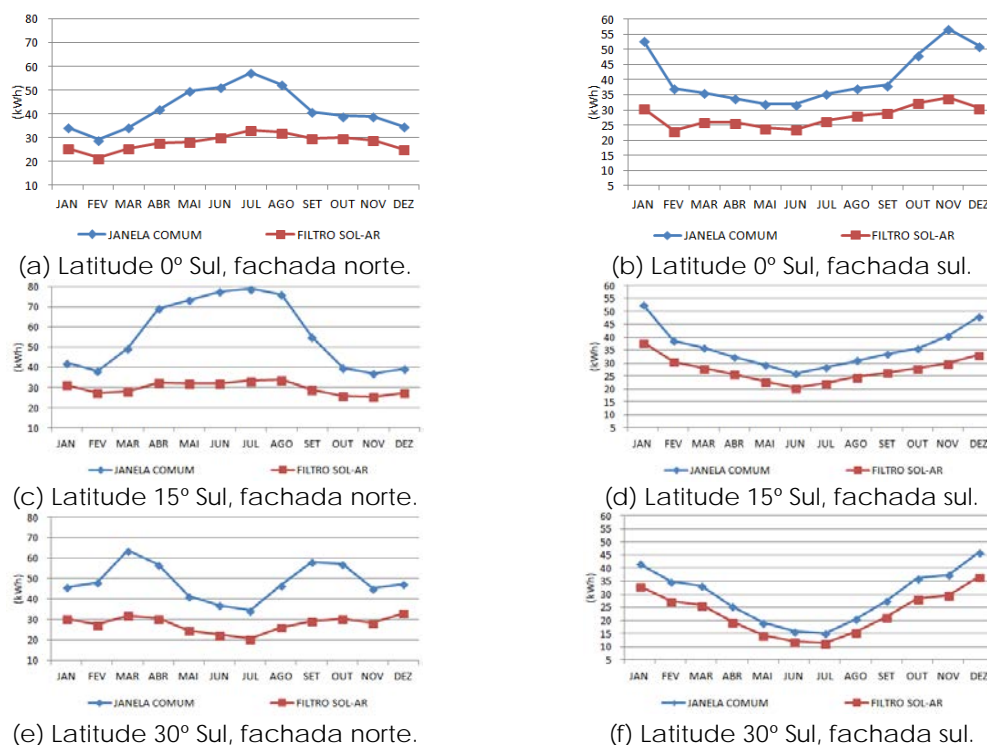 80
70
60
50
40
30
20
10
(kWh)
JAN FEV MAR ABR MAI JUN JUL AGO SET OUT NOV DEZ
JANELA COMUM FILTRO SOL-AR
(a) Latitude 0º Sul, fachada norte.
60
55
50
45
40
35
30
25
20
15
10
5
(kWh)
JAN FEV MAR ABR MAI JUN JUL AGO SET OUT NOV DEZ
JANELA COMUM FILTRO SOL-AR
(b) Latitude 0º Sul, fachada sul.
80
70
60
50
40
30
20
10
(kWh)
JAN FEV MAR ABR MAI JUN JUL AGO SET OUT NOV DEZ
JANELA COMUM FILTRO SOL-AR
(c) Latitude 15º Sul, fachada norte.
60
55
50
45
40
35
30
25
20
15
10
5
(kWh)
JAN FEV MAR ABR MAI JUN JUL AGO SET OUT NOV DEZ
JANELA COMUM FILTRO SOL-AR
(d) Latitude 15º Sul, fachada sul.
80
70
60
50
40
30
20
10
(kWh)
JAN FEV MAR ABR MAI JUN JUL AGO SET OUT NOV DEZ
JANELA COMUM FILTRO SOL-AR
(e) Latitude 30º Sul, fachada norte.
60
55
50
45
40
35
30
25
20
15
10
5
(kWh)
JAN FEV MAR ABR MAI JUN JUL AGO SET OUT NOV DEZ
JANELA COMUM FILTRO SOL-AR
(f) Latitude 30º Sul, fachada sul.